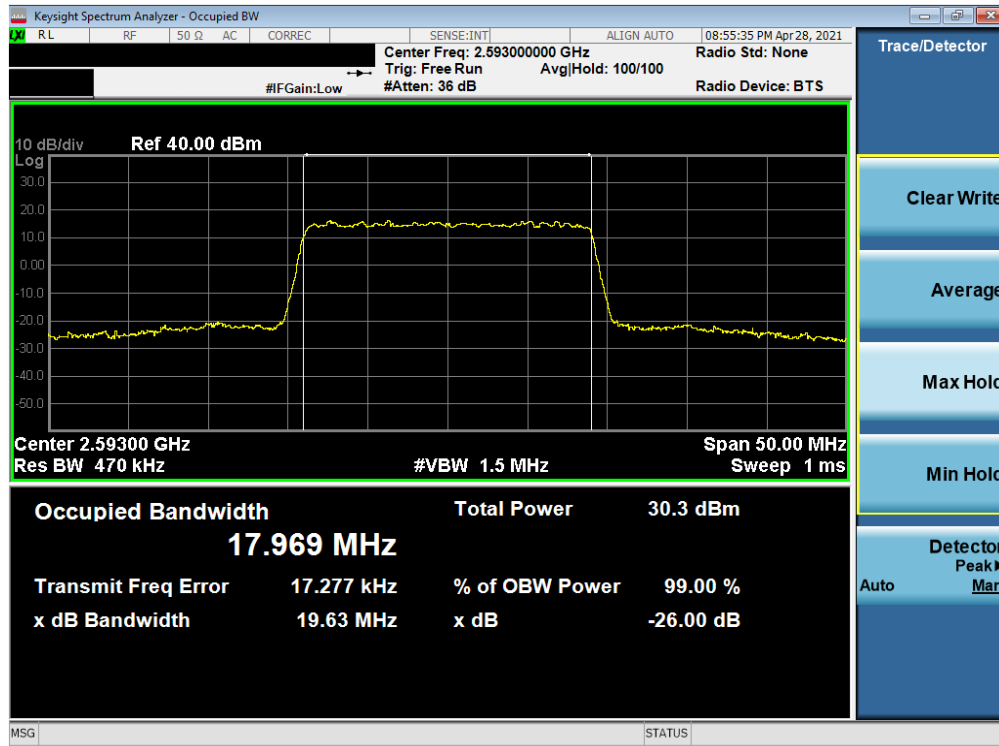 Keysight Spectrum Analyzer - Occupied BW
LXI RL RF 50 Ω AC CORREC SENSE:INT ALIGN AUTO 08:55:35 PM Apr 28, 2021
Center Freq: 2.593000000 GHz Radio Std: None
Trig: Free Run Avg|Hold: 100/100
#IFGain:Low #Atten: 36 dB Radio Device: BTS
Trace/Detector
10 dB/div Ref 40.00 dBm
Log
30.0
20.0
10.0
0.00
-10.0
-20.0
-30.0
-40.0
-50.0
Center 2.59300 GHz Span 50.00 MHz
Res BW 470 kHz #VBW 1.5 MHz Sweep 1 ms
Occupied Bandwidth Total Power 30.3 dBm
17.969 MHz
Transmit Freq Error 17.277 kHz % of OBW Power 99.00 %
x dB Bandwidth 19.63 MHz x dB -26.00 dB
Clear Write
Average
Max Hold
Min Hold
Detector
Peak
Auto Man
MSG STATUS